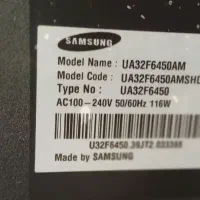 SAMSUNG
Model Name : UA32F6450AM
Model Code : UA32F6450AMSHD
Type No : UA32F6450
AC100-240V 50/60Hz 116W
Made by SAMSUNG